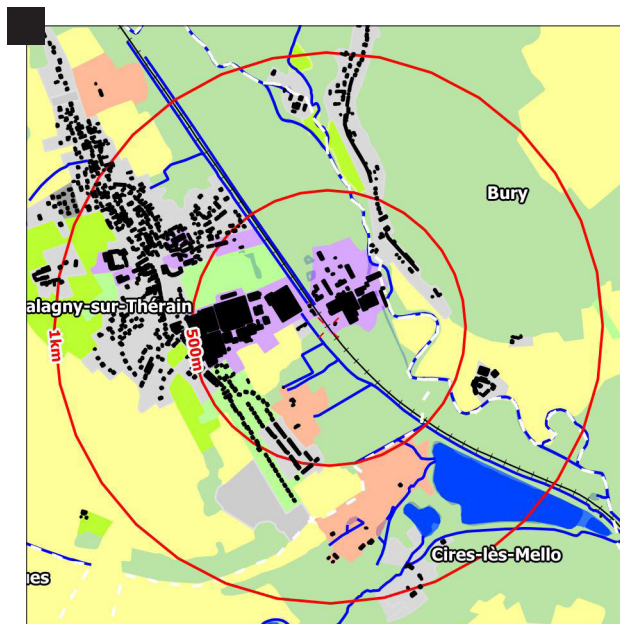 Bury
alagny-sur-Thérain
1km
500m
Cires-lès-Mello
ues